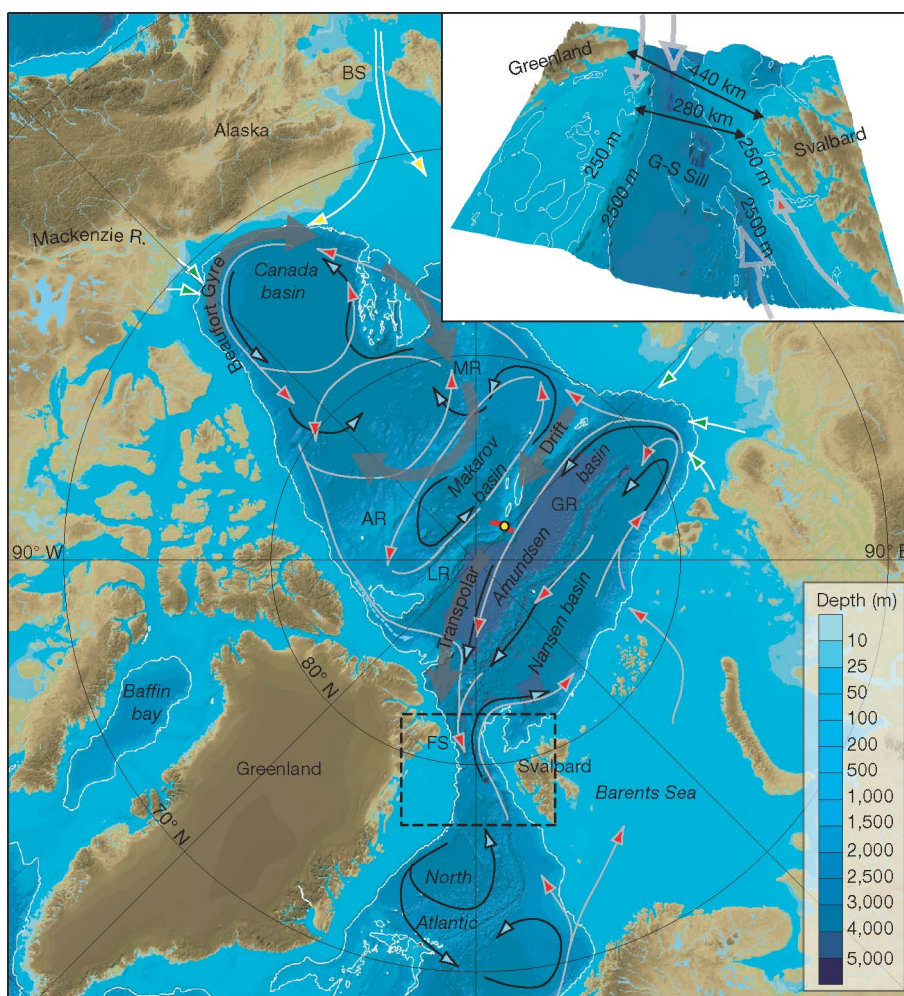 BS
Alaska
Mackenzie R.
Beaufort Gyre
Canada
basin
MR
Makarov
basin
Drift
AR
LR
GR
basin
Amundsen
Transpolar
Nansen basin
90° W
90° E
80° N
70° N
Baffin
bay
Greenland
FS
Svalbard
Barents Sea
North
Atlantic
Greenland
440 km
280 km
250 m
250 m
G-S Sill
Svalbard
2500 m
2500 m
Depth (m)
10
25
50
100
200
500
1,000
1,500
2,000
2,500
3,000
4,000
5,000